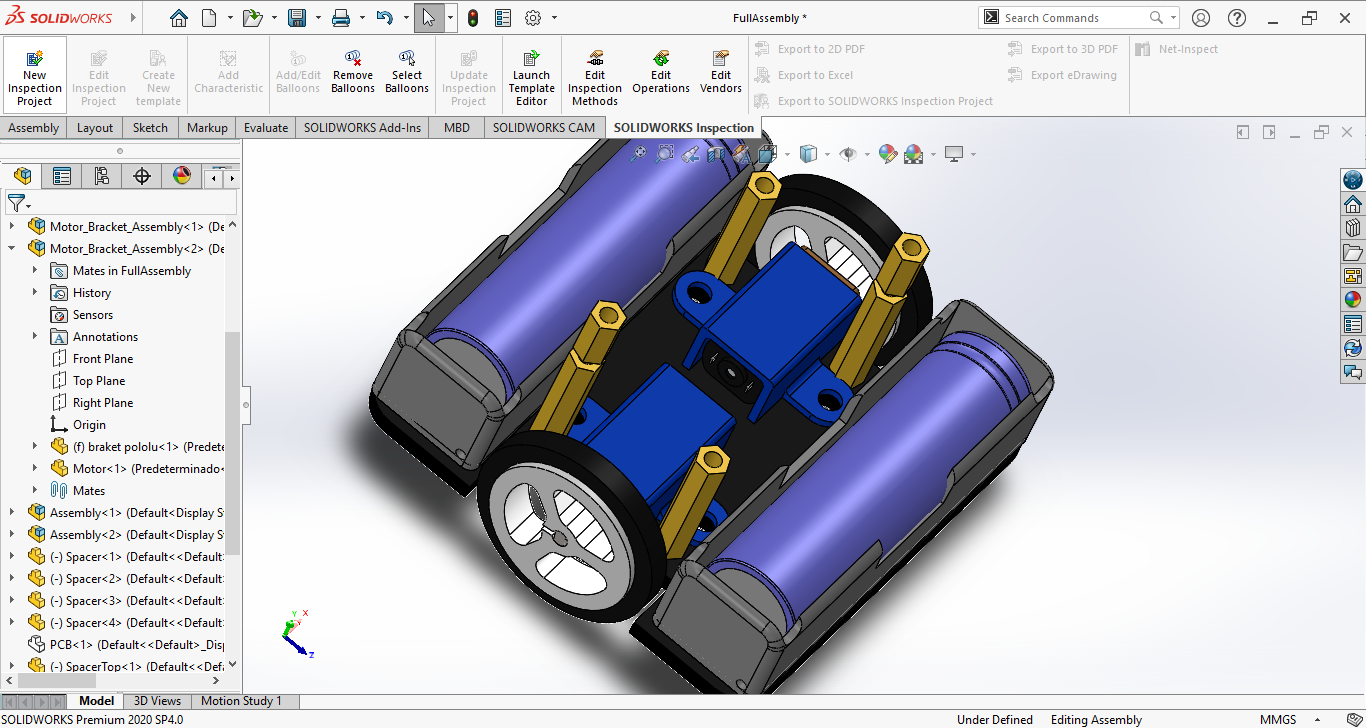 SOLIDWORKS
FullAssembly *
Search Commands
New Inspection Project
Edit Inspection Project
Create New template
Add Characteristic
Add/Edit Balloons
Remove Balloons
Select Balloons
Update Inspection Project
Launch Template Editor
Edit Inspection Methods
Edit Operations
Edit Vendors
Export to 2D PDF
Export to Excel
Export to SOLIDWORKS Inspection Project
Export to 3D PDF
Export eDrawing
Net-Inspect
Assembly
Layout
Sketch
Markup
Evaluate
SOLIDWORKS Add-Ins
MBD
SOLIDWORKS CAM
SOLIDWORKS Inspection
Motor_Bracket_Assembly<1> (De
Motor_Bracket_Assembly<2> (De
Mates in FullAssembly
History
Sensors
Annotations
Front Plane
Top Plane
Right Plane
Origin
(f) braket pololu<1> (Predete
Motor<1> (Predeterminado<
Mates
Assembly<1> (Default<Display S
Assembly<2> (Default<Display S
(-) Spacer<1> (Default<<Default
(-) Spacer<2> (Default<<Default
(-) Spacer<3> (Default<<Default
(-) Spacer<4> (Default<<Default
PCB<1> (Default<<Default>_Disp
(-) SpacerTop<1> (Default<<Defa
Y
X
Z
Model
3D Views
Motion Study 1
SOLIDWORKS Premium 2020 SP4.0
Under Defined
Editing Assembly
MMGS